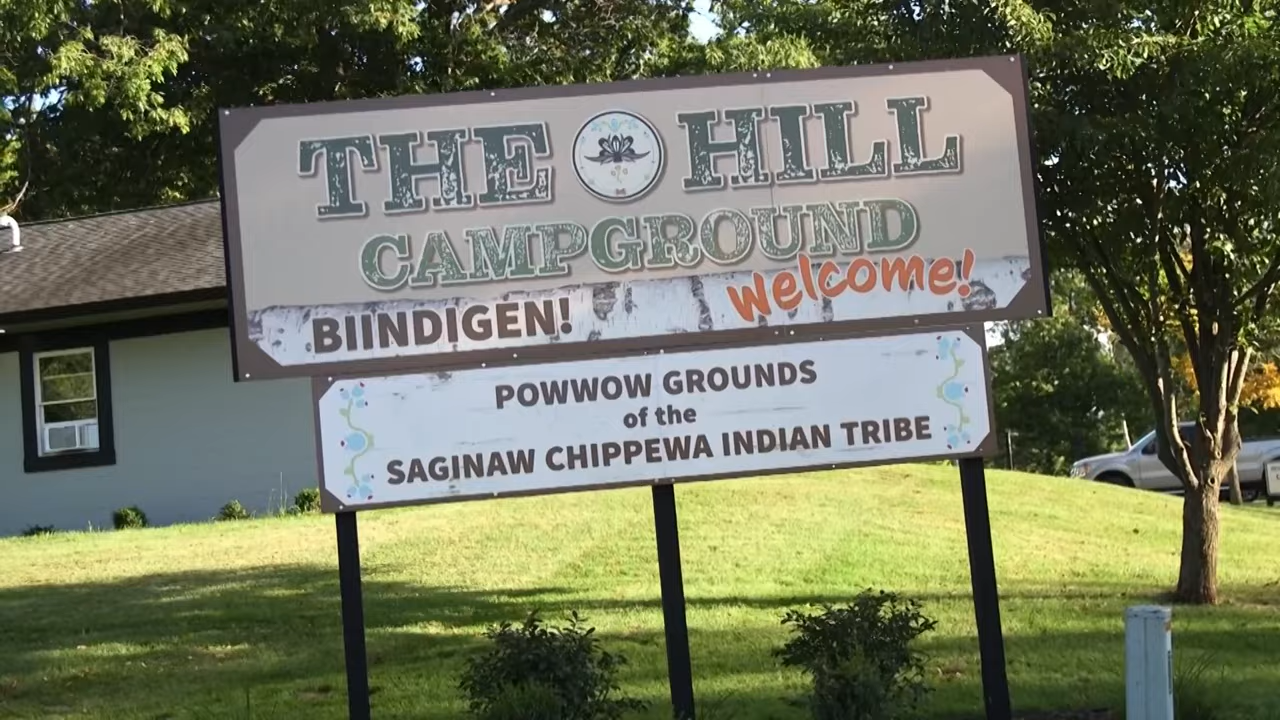 THE HILL
CAMPGROUND
BIINDIGEN! Welcome!
POWWOW GROUNDS
of the
SAGINAW CHIPPEWA INDIAN TRIBE